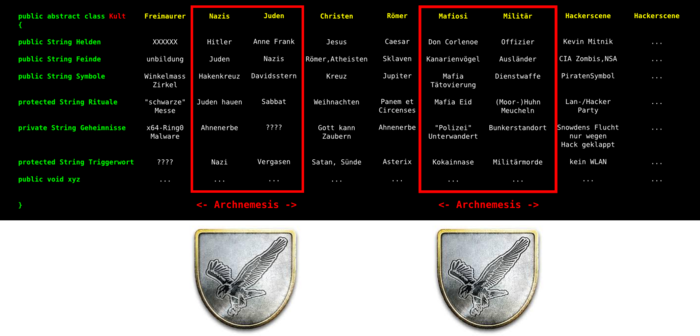 public abstract class Kult Freimaurer Nazis Juden Christen Römer Mafiosi Militär Hackerscene Hackerscene
{
public String Helden XXXXXX Hitler Anne Frank Jesus Caesar Don Corlenoe Offizier Kevin Mitnik ...
public String Feinde unbildung Juden Nazis Römer,Atheisten Sklaven Kanarienvögel Ausländer CIA Zombis,NSA ...
public String Symbole Winkelmass Hakenkreuz Davidsstern Kreuz Jupiter Mafia Dienstwaffe PiratenSymbol ...
Zirkel Tätovierung
protected String Rituale "schwarze" Juden hauen Sabbat Weihnachten Panem et Mafia Eid (Moor-)Huhn Lan-/Hacker ...
Messe Circenses Meucheln Party
private String Geheimnisse x64-Ring0 Ahnenerbe ???? Gott kann Ahnenerbe "Polizei" Bunkerstandort Snowdens Flucht ...
Malware Zaubern Unterwandert nur wegen
Hack geklappt
protected String Triggerwort ???? Nazi Vergasen Satan, Sünde Asterix Kokainnase Militärmorde kein WLAN ...
public void xyz ... ... ... ... ... ... ... ... ...
} <- Archnemesis -> <- Archnemesis ->